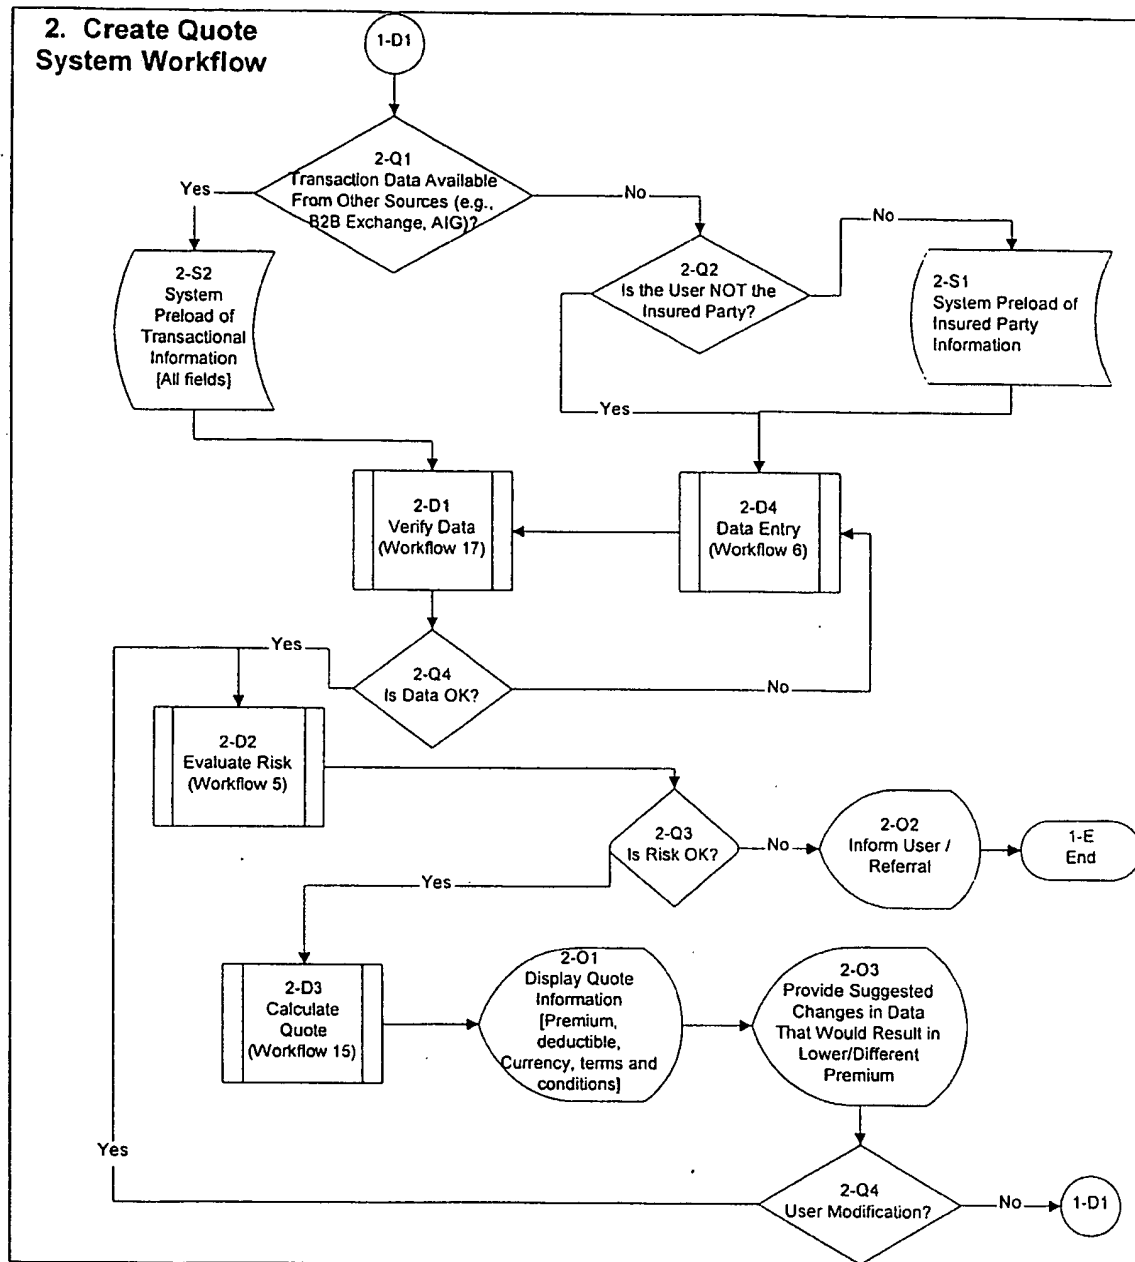 2. Create Quote
System Workflow
1-D1
2-Q1
Transaction Data Available
From Other Sources (e.g.,
B2B Exchange, AIG)?
Yes
No
2-S2
System
Preload of
Transactional
Information
[All fields]
2-Q2
Is the User NOT the
Insured Party?
No
2-S1
System Preload of
Insured Party
Information
Yes
2-D1
Verify Data
(Workflow 17)
2-D4
Data Entry
(Workflow 6)
Yes
2-Q4
Is Data OK?
No
2-D2
Evaluate Risk
(Workflow 5)
2-Q3
Is Risk OK?
No
2-O2
Inform User /
Referral
1-E
End
Yes
2-D3
Calculate
Quote
(Workflow 15)
2-O1
Display Quote
Information
[Premium,
deductible,
Currency, terms and
conditions]
2-O3
Provide Suggested
Changes in Data
That Would Result in
Lower/Different
Premium
Yes
2-Q4
User Modification?
No
1-D1